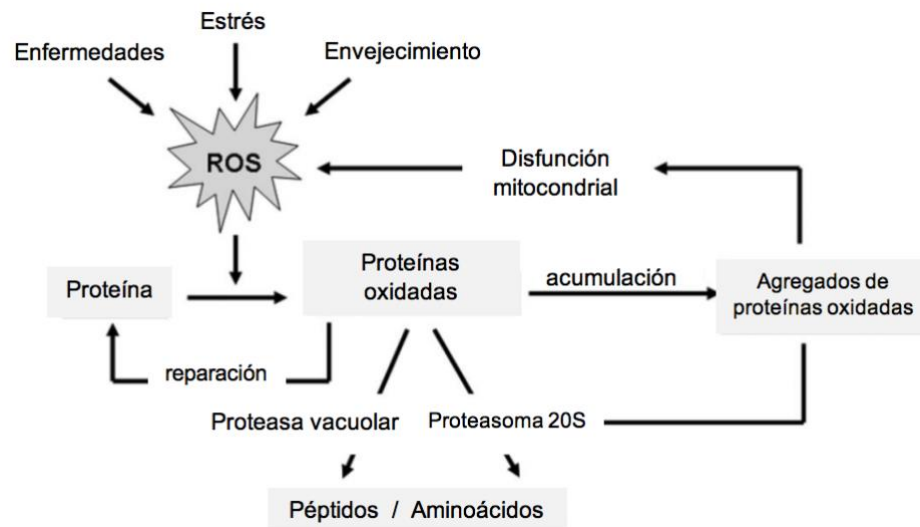 Estrés
Enfermedades
Envejecimiento
ROS
Disfunción
mitocondrial
Proteína
Proteínas
oxidadas
acumulación
Agregados de
proteínas oxidadas
reparación
Proteasa vacuolar
Proteasoma 20S
Péptidos / Aminoácidos